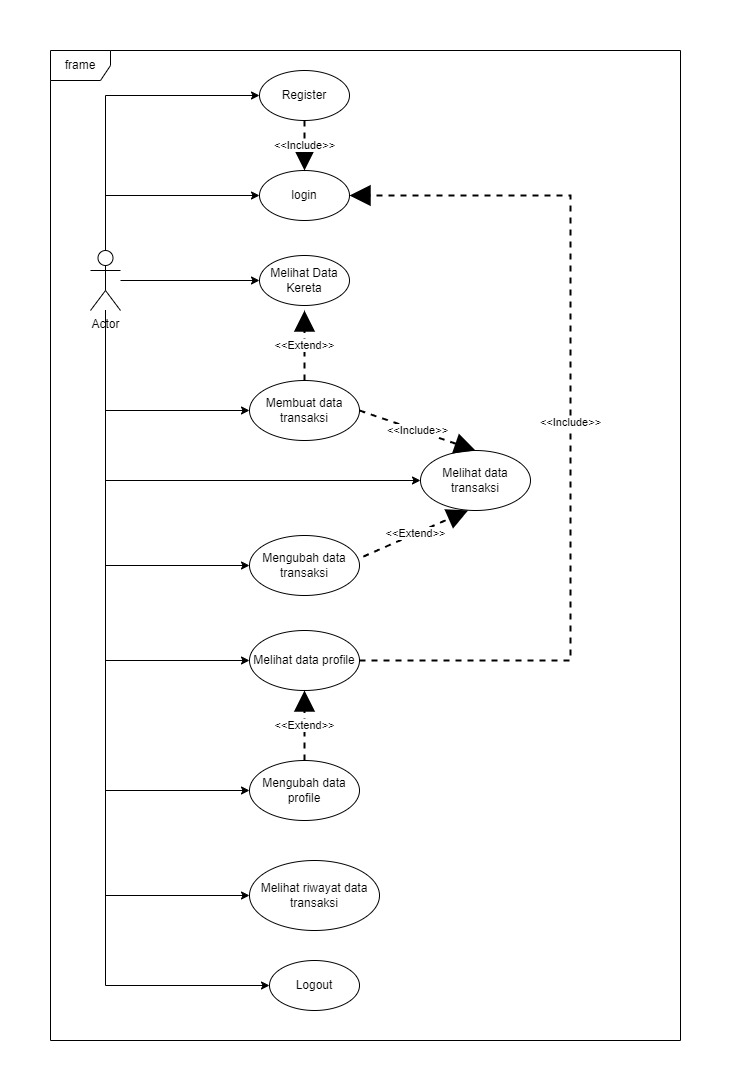 frame
Register
<<Include>>
login
Melihat Data
Kereta
Actor
<<Extend>>
Membuat data
transaksi
<<Include>>
<<Include>>
Melihat data
transaksi
<<Extend>>
Mengubah data
transaksi
Melihat data profile
<<Extend>>
Mengubah data
profile
Melihat riwayat data
transaksi
Logout